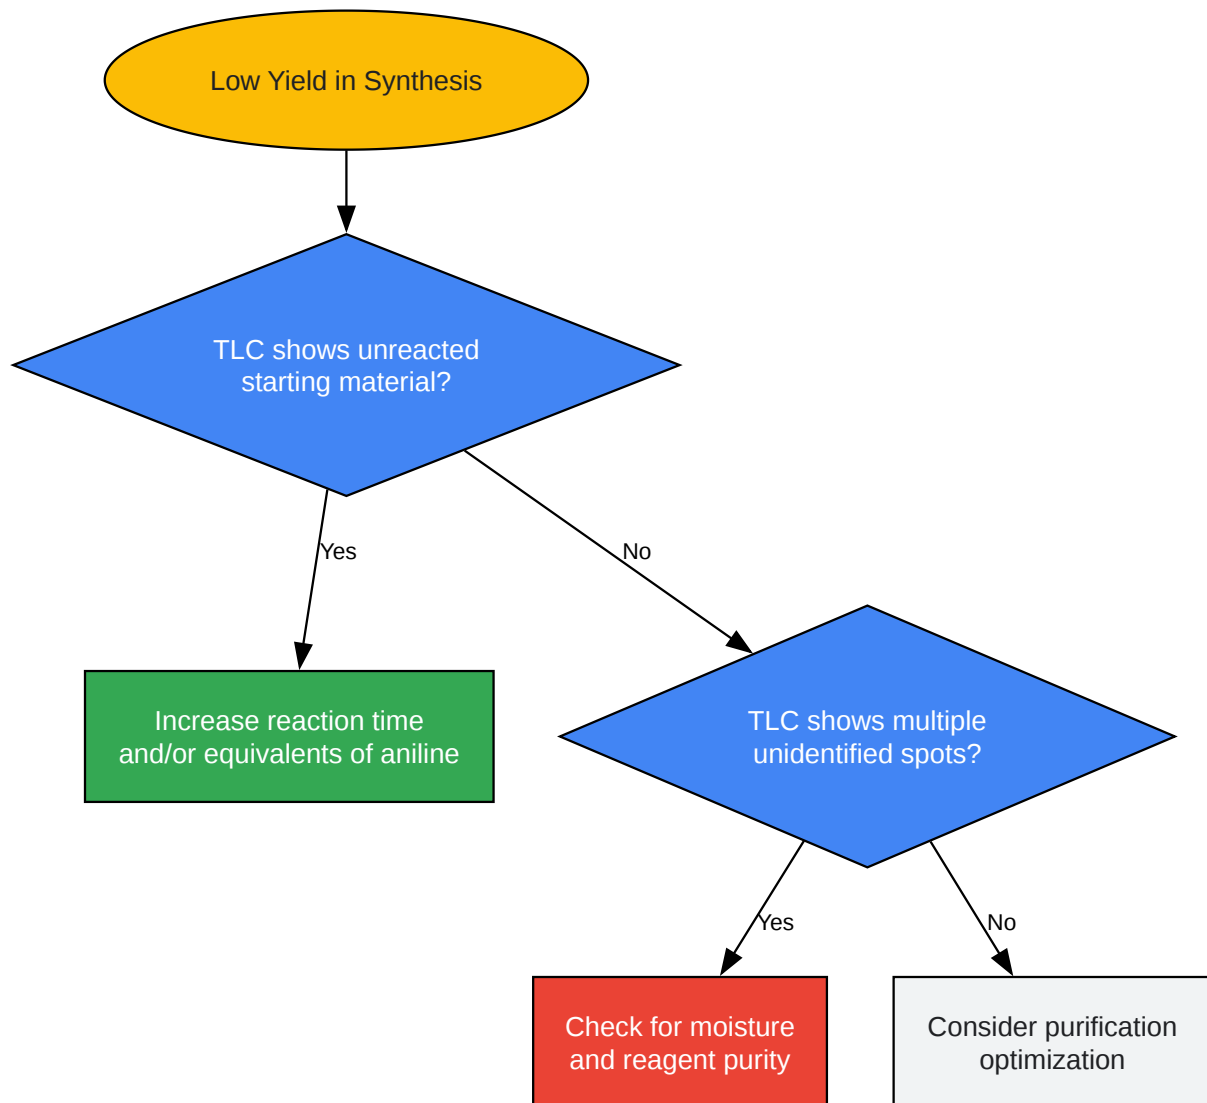 Low Yield in Synthesis
TLC shows unreacted
starting material?
Yes
No
Increase reaction time
and/or equivalents of aniline
TLC shows multiple
unidentified spots?
Yes
No
Check for moisture
and reagent purity
Consider purification
optimization